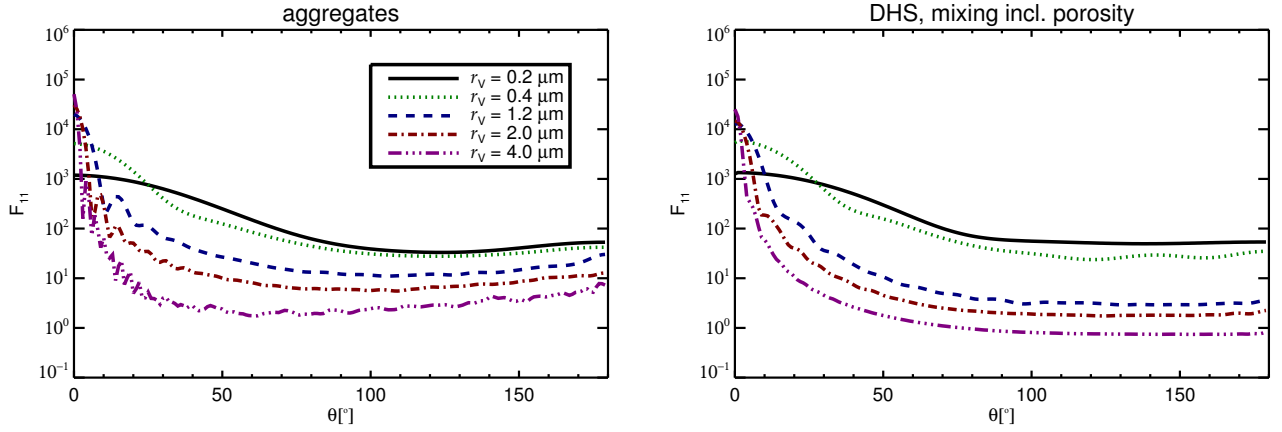 aggregates
10⁶
10⁵
10⁴
10³
10²
10¹
10⁰
10⁻¹
F₁₁
r_V = 0.2 μm
r_V = 0.4 μm
r_V = 1.2 μm
r_V = 2.0 μm
r_V = 4.0 μm
0 50 100 150
θ[°]
DHS, mixing incl. porosity
10⁶
10⁵
10⁴
10³
10²
10¹
10⁰
10⁻¹
F₁₁
0 50 100 150
θ[°]